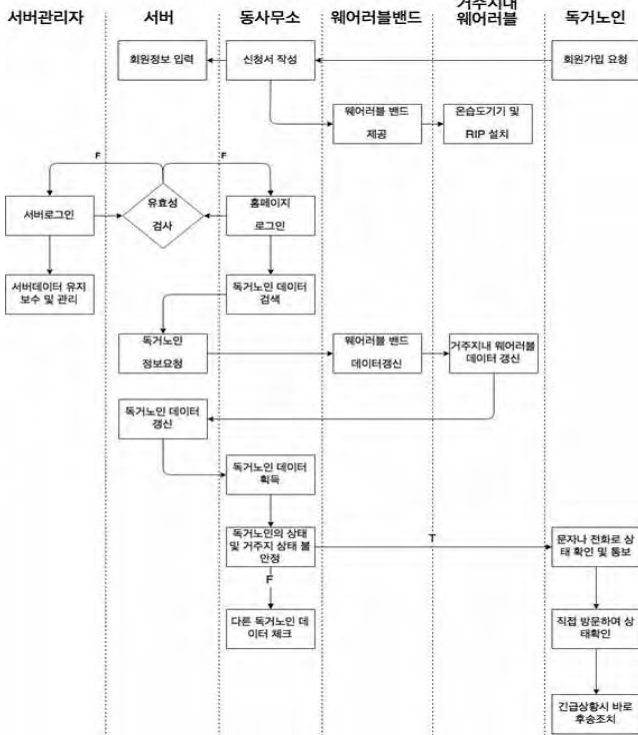 서버관리자
서버
동사무소
웨어러블밴드
거주지내
웨어러블
독거노인
회원정보 입력
신청서 작성
회원가입 요청
웨어러블 밴드
제공
온습도기기 및
RIP 설치
F
F
서버로그인
유효성
검사
홈페이지
로그인
서버데이터 유지
보수 및 관리
독거노인 데이터
검색
독거노인
정보요청
웨어러블 밴드
데이터갱신
거주지내 웨어러블
데이터 갱신
독거노인 데이터
갱신
독거노인 데이터
획득
독거노인의 상태
및 거주지 상태 불
안정
T
문자나 전화로 상
태 확인 및 통보
F
다른 독거노인 데
이터 체크
직접 방문하여 상
태확인
긴급상황시 바로
후송조치